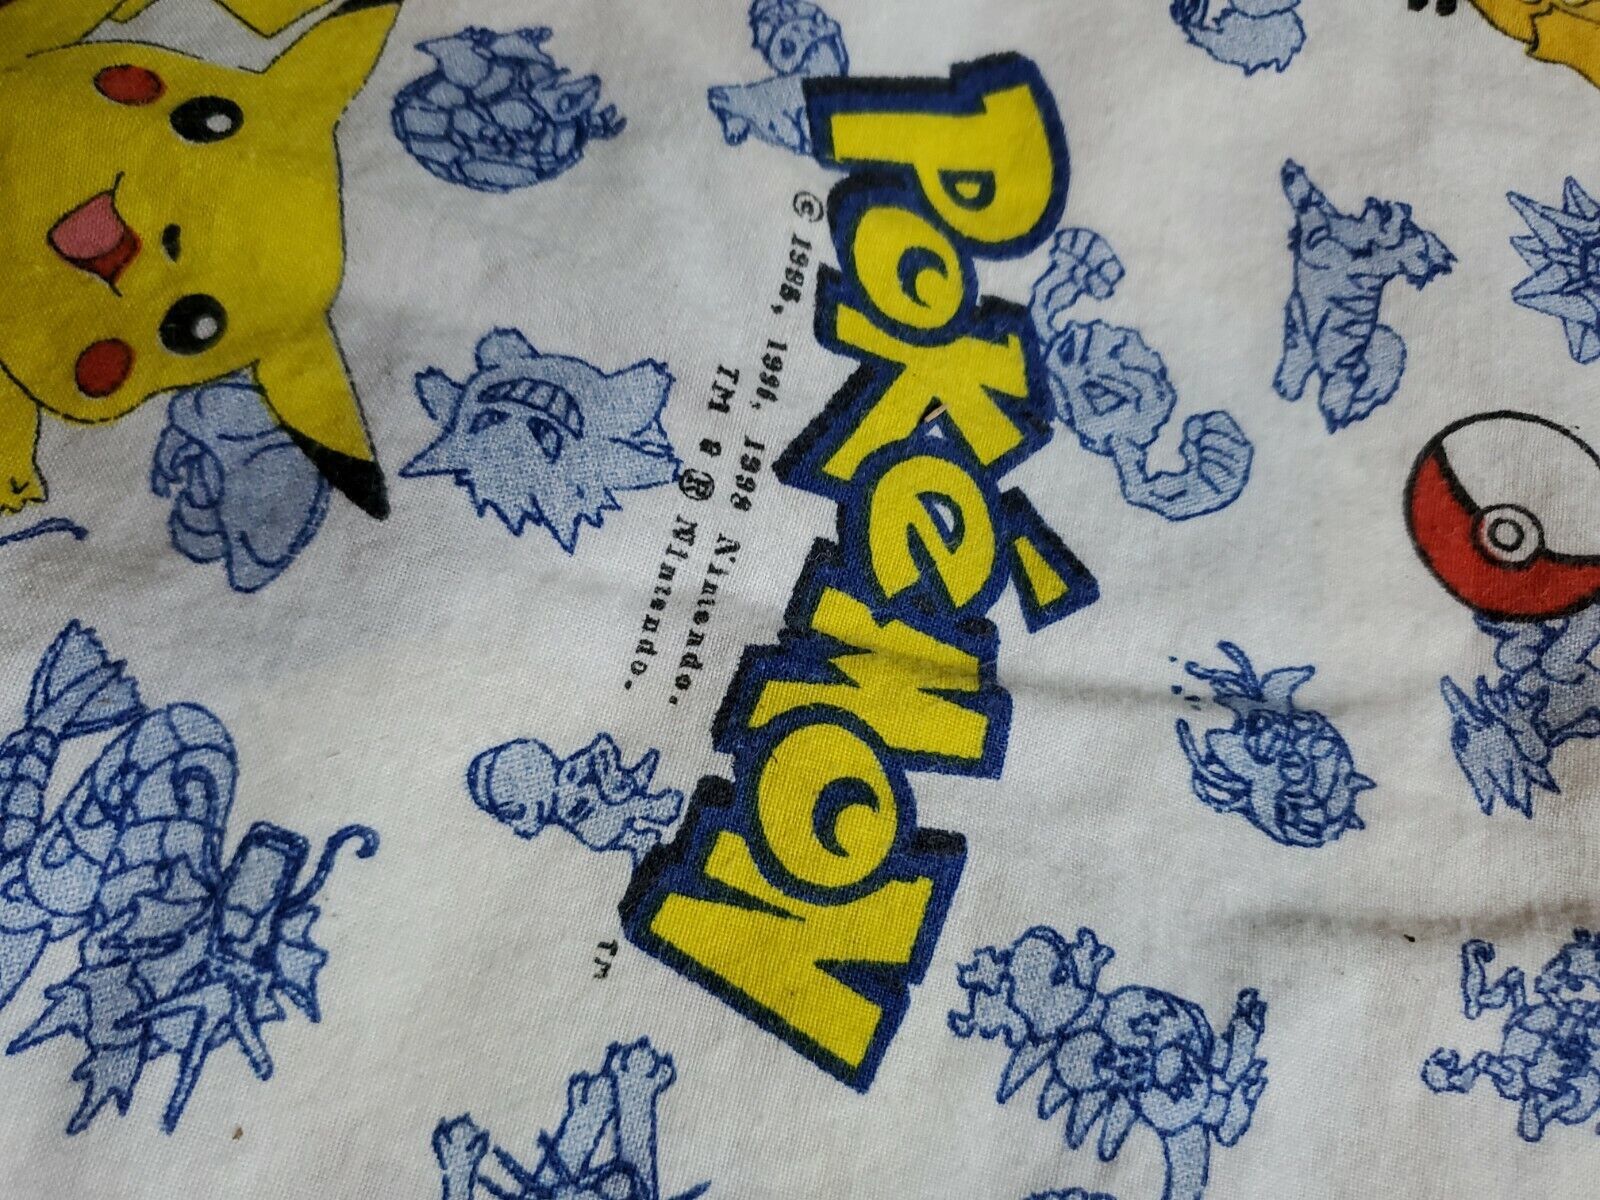 POKéMON
TM
© 1995, 1996, 1998 Nintendo.
TM & ® Nintendo.